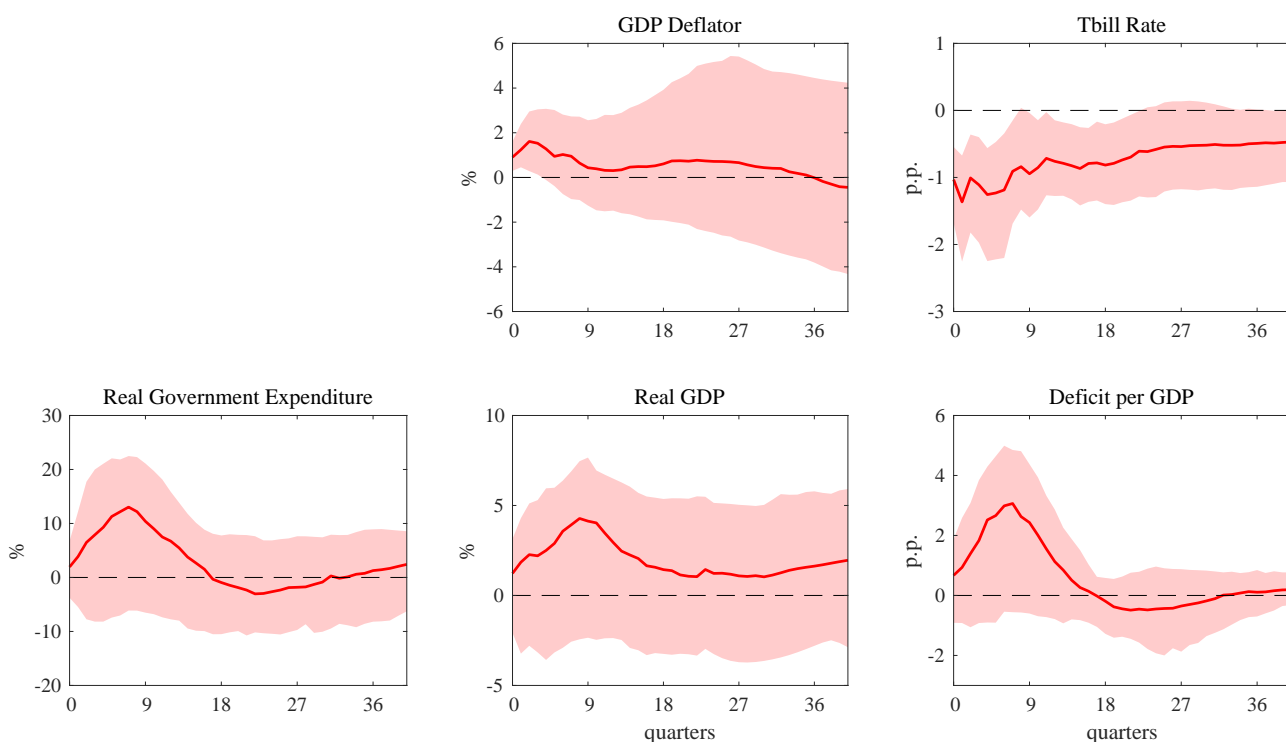 GDP Deflator
6
4
2
0
-2
-4
-6
%
0 9 18 27 36
Tbill Rate
1
0
-1
-2
-3
p.p.
0 9 18 27 36
Real Government Expenditure
30
20
10
0
-10
-20
%
0 9 18 27 36
Real GDP
10
5
0
-5
%
0 9 18 27 36
quarters
Deficit per GDP
6
4
2
0
-2
p.p.
0 9 18 27 36
quarters